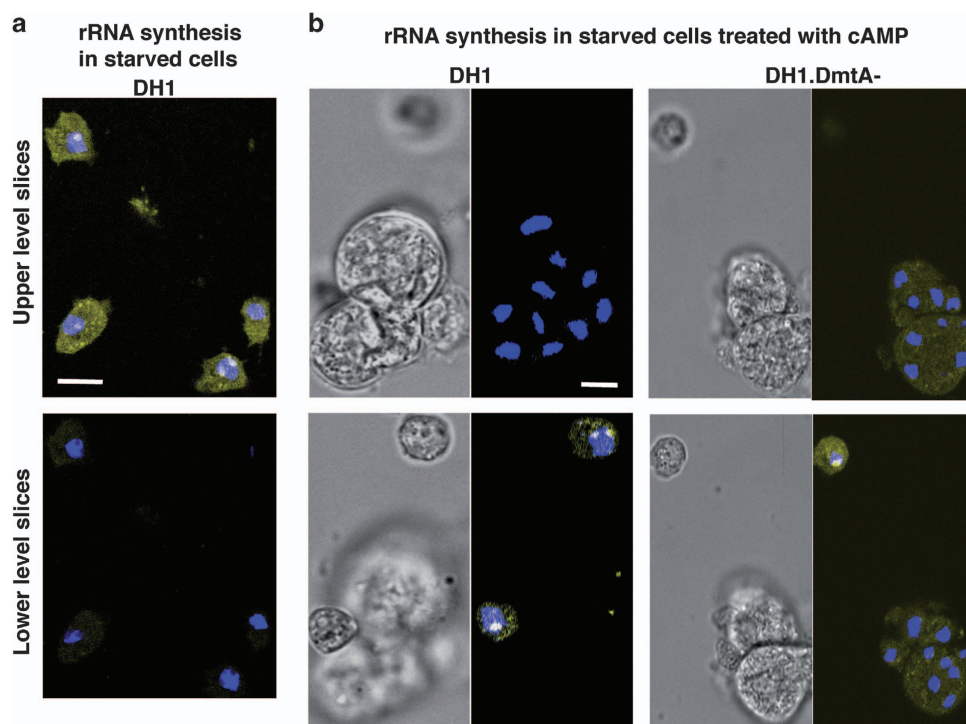 a
rRNA synthesis
in starved cells
DH1
b
rRNA synthesis in starved cells treated with cAMP
DH1
DH1.DmtA-
Upper level slices
Lower level slices